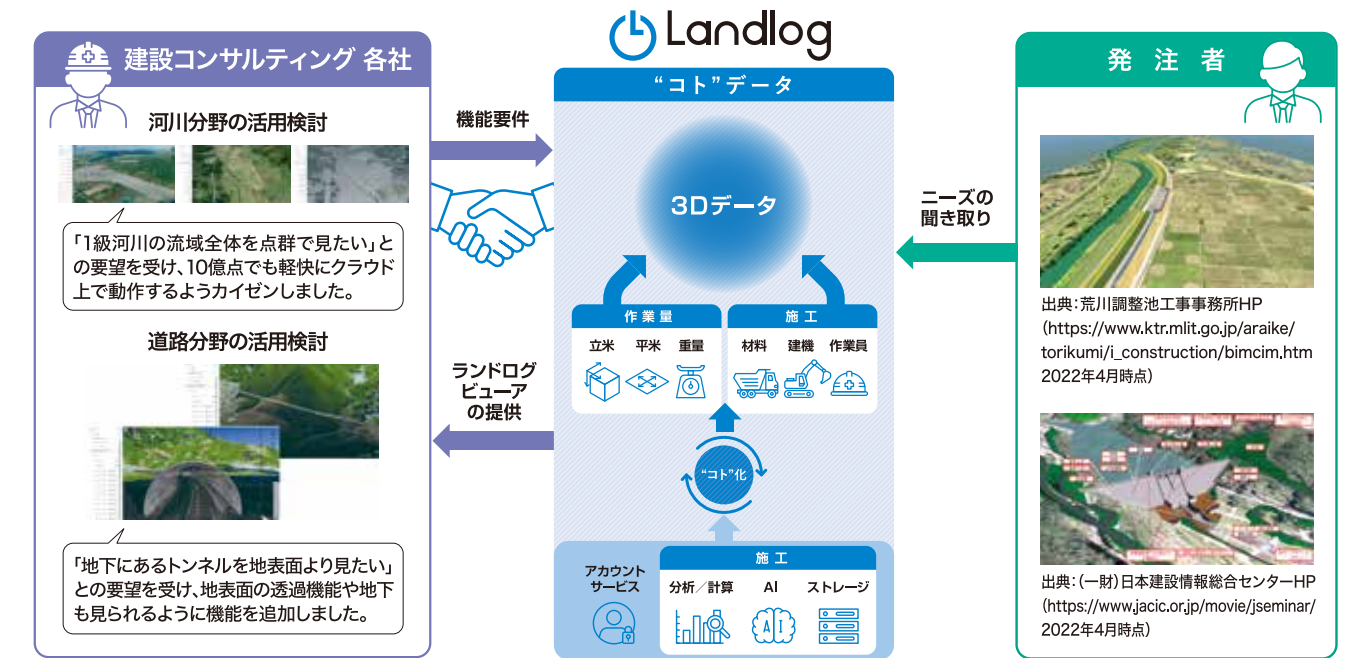 Landlog
建設コンサルティング 各社
河川分野の活用検討
「1級河川の流域全体を点群で見たい」と
の要望を受け、10億点でも軽快にクラウド
上で動作するようカイゼンしました。
道路分野の活用検討
「地下にあるトンネルを地表面より見たい」
との要望を受け、地表面の透過機能や地下
も見られるように機能を追加しました。
機能要件
ランドログ
ビューア
の提供
“コト”データ
3Dデータ
作業量
立米 平米 重量
施工
材料 建機 作業員
“コト”化
アカウント
サービス
施工
分析／計算 AI ストレージ
AI
ニーズの
聞き取り
発注者
出典：荒川調整池工事事務所HP
（https://www.ktr.mlit.go.jp/araike/
torikumi/i_construction/bimcim.htm
2022年4月時点）
出典：（一財）日本建設情報総合センターHP
（https://www.jacic.or.jp/movie/jseminar/
2022年4月時点）